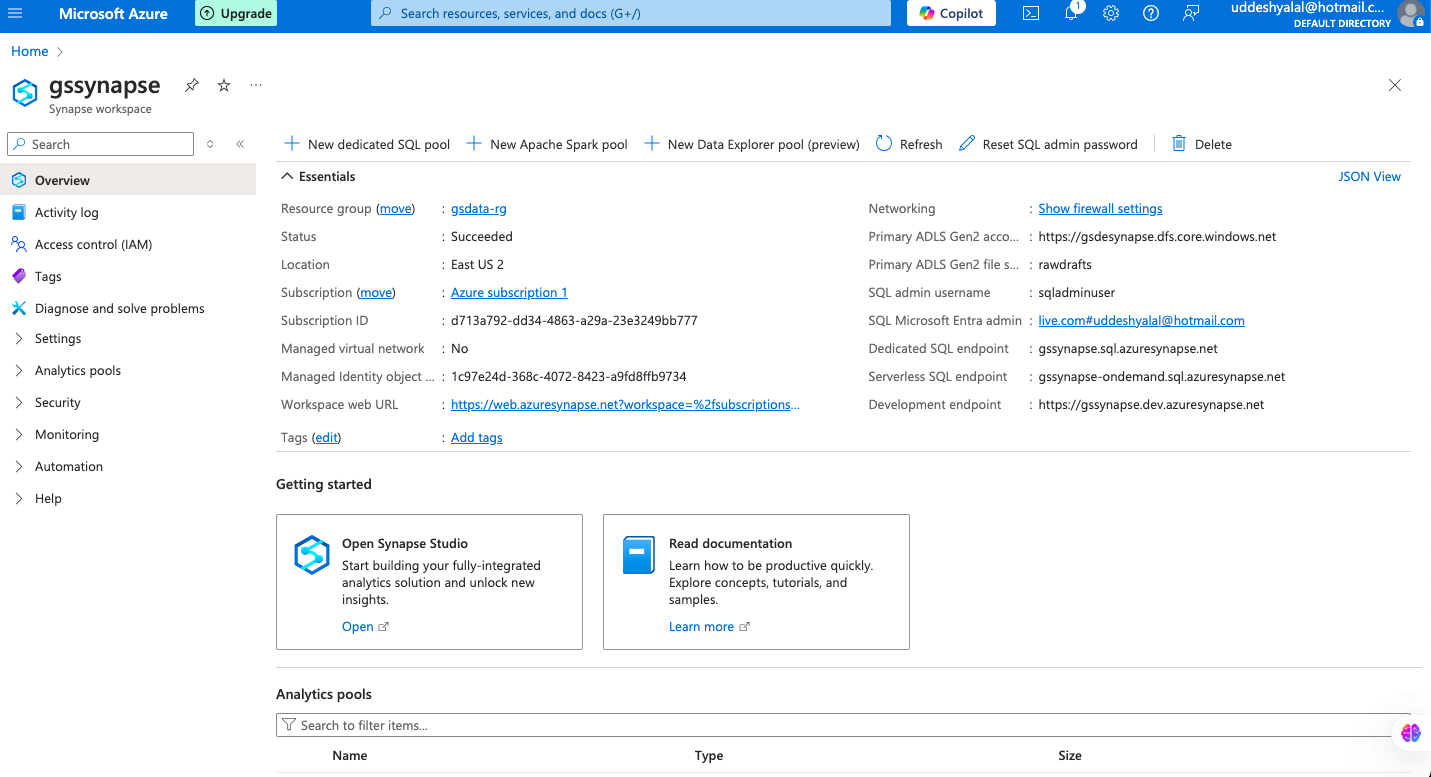 Microsoft Azure
Upgrade
Search resources, services, and docs (G+/)
Copilot
1
uddeshyalal@hotmail.c...
DEFAULT DIRECTORY
Home
gssynapse
Synapse workspace
Search
Overview
Activity log
Access control (IAM)
Tags
Diagnose and solve problems
Settings
Analytics pools
Security
Monitoring
Automation
Help
New dedicated SQL pool
New Apache Spark pool
New Data Explorer pool (preview)
Refresh
Reset SQL admin password
Delete
Essentials
JSON View
Resource group (move) : gsdata-rg
Status : Succeeded
Location : East US 2
Subscription (move) : Azure subscription 1
Subscription ID : d713a792-dd34-4863-a29a-23e3249bb777
Managed virtual network : No
Managed Identity object ... : 1c97e24d-368c-4072-8423-a9fd8ffb9734
Workspace web URL : https://web.azuresynapse.net?workspace=%2fsubscriptions...
Tags (edit) : Add tags
Networking : Show firewall settings
Primary ADLS Gen2 acco... : https://gsdesynapse.dfs.core.windows.net
Primary ADLS Gen2 file s... : rawdrafts
SQL admin username : sqladminuser
SQL Microsoft Entra admin : live.com#uddeshyalal@hotmail.com
Dedicated SQL endpoint : gssynapse.sql.azuresynapse.net
Serverless SQL endpoint : gssynapse-ondemand.sql.azuresynapse.net
Development endpoint : https://gssynapse.dev.azuresynapse.net
Getting started
Open Synapse Studio
Start building your fully-integrated
analytics solution and unlock new
insights.
Open
Read documentation
Learn how to be productive quickly.
Explore concepts, tutorials, and
samples.
Learn more
Analytics pools
Search to filter items...
Name
Type
Size